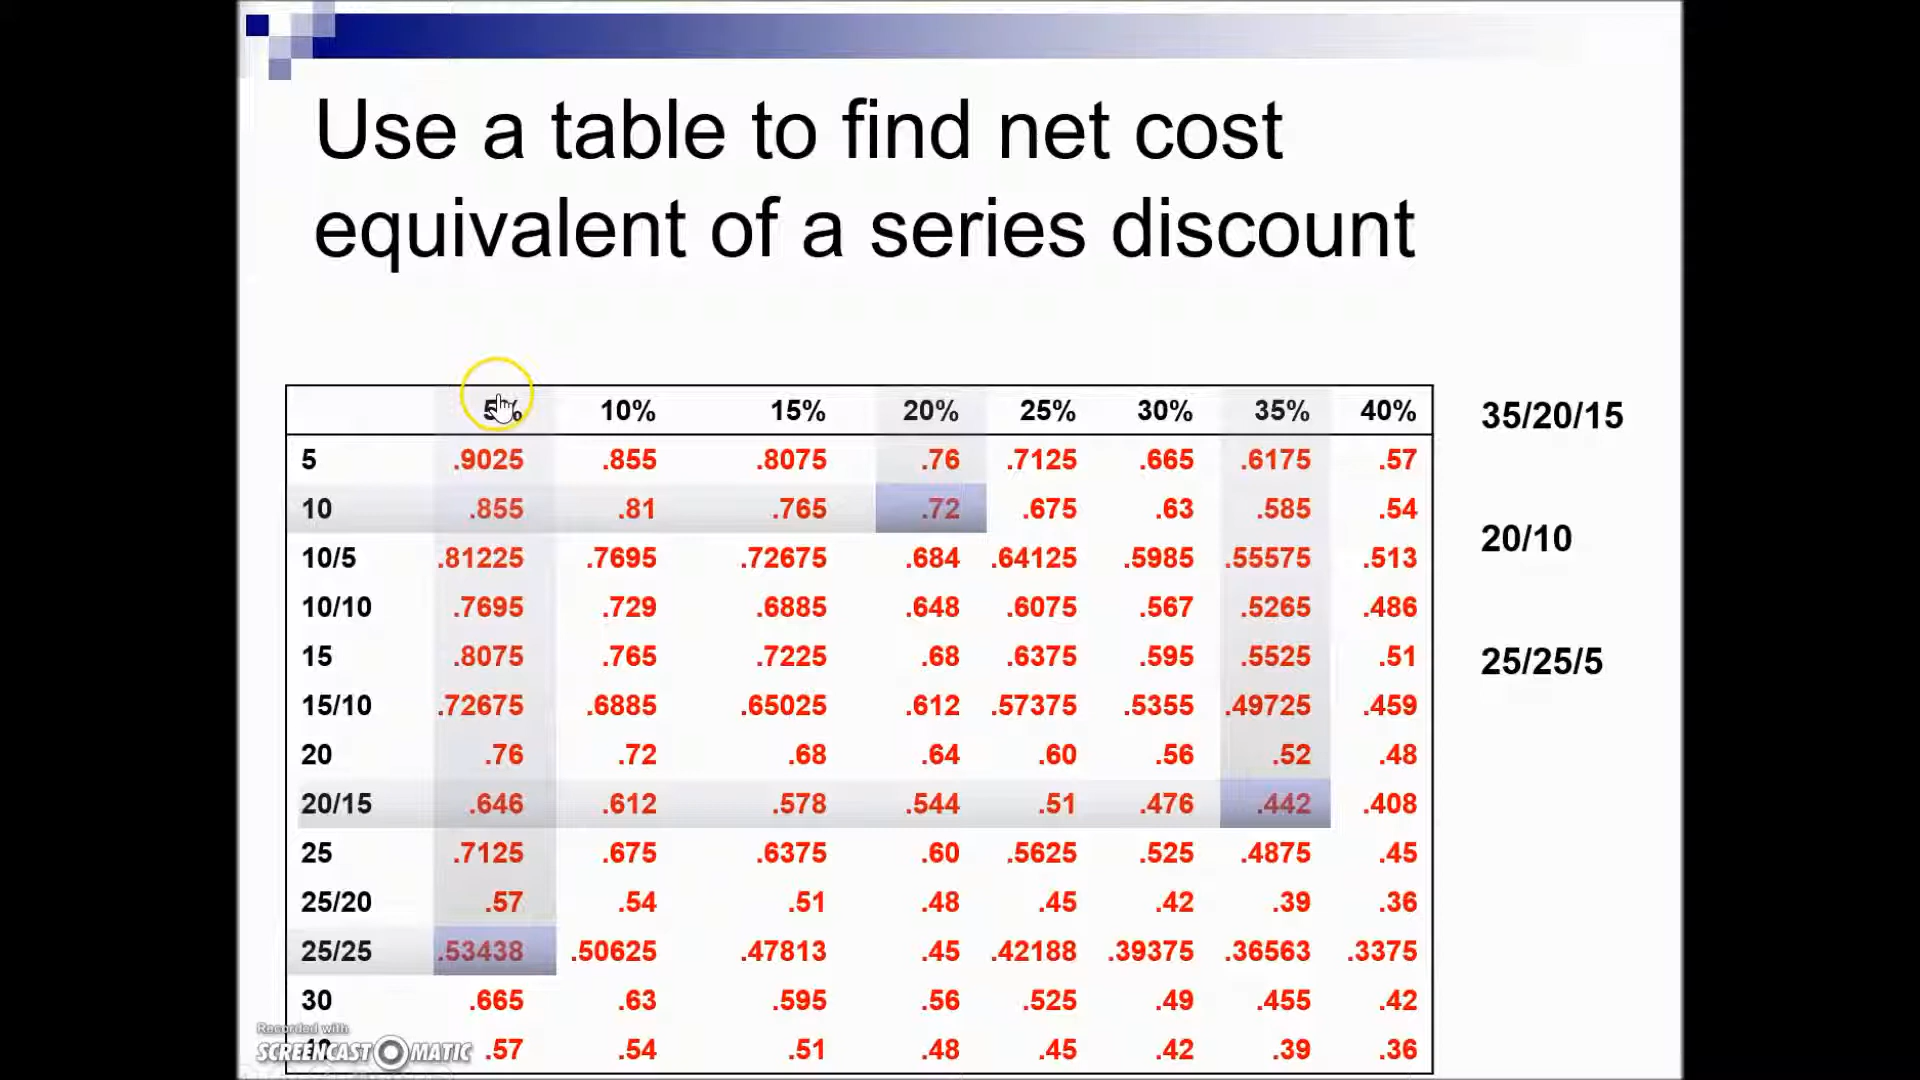 Use a table to find net cost
equivalent of a series discount
5% 10% 15% 20% 25% 30% 35% 40%
5 .9025 .855 .8075 .76 .7125 .665 .6175 .57
10 .855 .81 .765 .72 .675 .63 .585 .54
10/5 .81225 .7695 .72675 .684 .64125 .5985 .55575 .513
10/10 .7695 .729 .6885 .648 .6075 .567 .5265 .486
15 .8075 .765 .7225 .68 .6375 .595 .5525 .51
15/10 .72675 .6885 .65025 .612 .57375 .5355 .49725 .459
20 .76 .72 .68 .64 .60 .56 .52 .48
20/15 .646 .612 .578 .544 .51 .476 .442 .408
25 .7125 .675 .6375 .60 .5625 .525 .4875 .45
25/20 .57 .54 .51 .48 .45 .42 .39 .36
25/25 .53438 .50625 .47813 .45 .42188 .39375 .36563 .3375
30 .665 .63 .595 .56 .525 .49 .455 .42
.57 .54 .51 .48 .45 .42 .39 .36
35/20/15
20/10
25/25/5
Recorded with
SCREENCAST MATIC